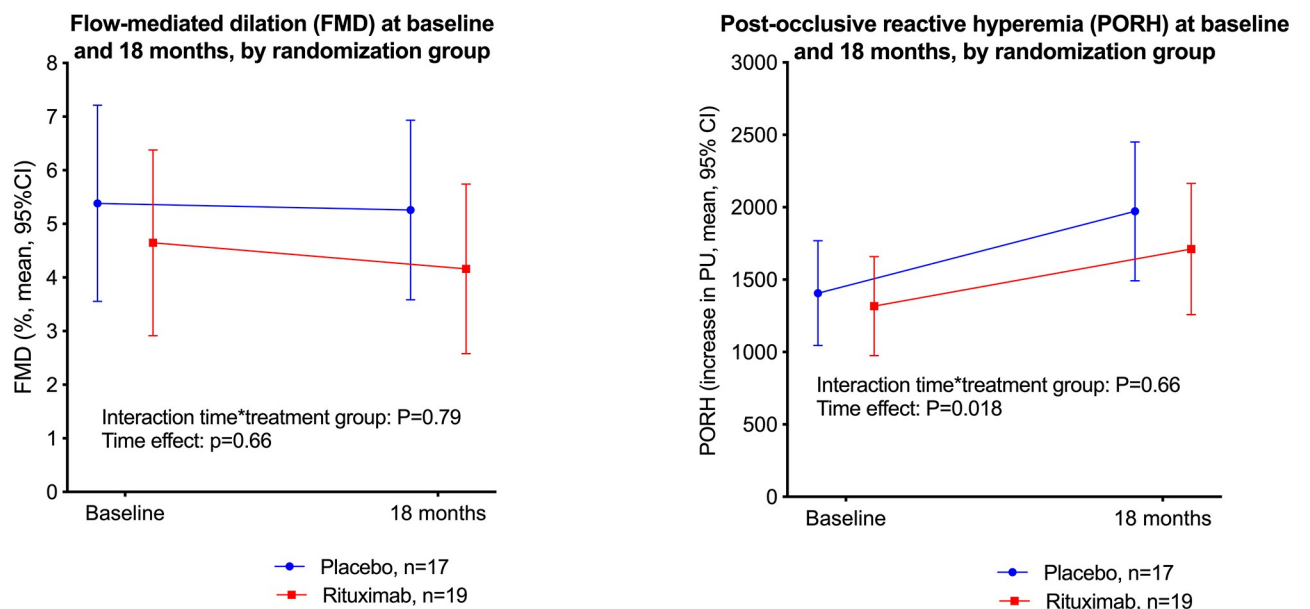 Flow-mediated dilation (FMD) at baseline
and 18 months, by randomization group
8
7
6
5
4
3
2
1
0
FMD (%, mean, 95%CI)
Interaction time*treatment group: P=0.79
Time effect: p=0.66
Baseline
18 months
Placebo, n=17
Rituximab, n=19
Post-occlusive reactive hyperemia (PORH) at baseline
and 18 months, by randomization group
3000
2500
2000
1500
1000
500
0
PORH (increase in PU, mean, 95% CI)
Interaction time*treatment group: P=0.66
Time effect: P=0.018
Baseline
18 months
Placebo, n=17
Rituximab, n=19